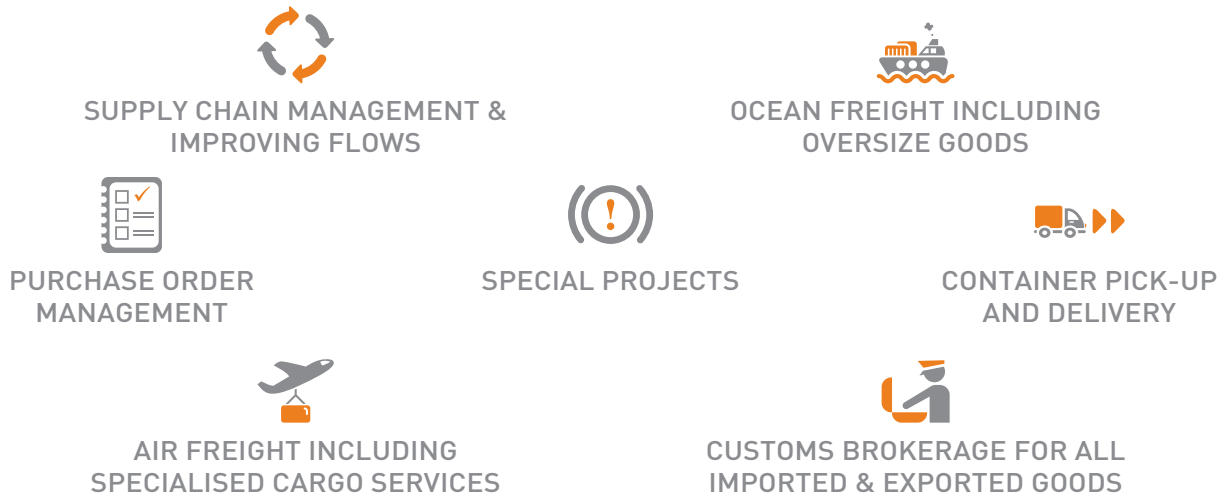 SUPPLY CHAIN MANAGEMENT &
IMPROVING FLOWS
OCEAN FREIGHT INCLUDING
OVERSIZE GOODS
PURCHASE ORDER
MANAGEMENT
SPECIAL PROJECTS
CONTAINER PICK-UP
AND DELIVERY
AIR FREIGHT INCLUDING
SPECIALISED CARGO SERVICES
CUSTOMS BROKERAGE FOR ALL
IMPORTED & EXPORTED GOODS